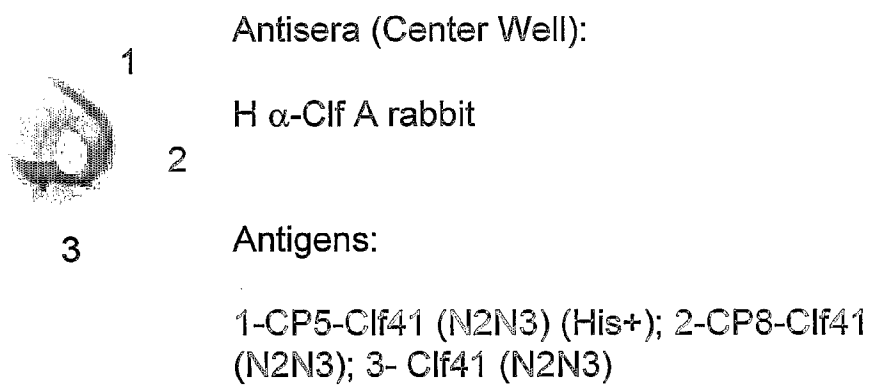 Antisera (Center Well):
1
H α-Clf A rabbit
2
3
Antigens:
1-CP5-Clf41 (N2N3) (His+); 2-CP8-Clf41
(N2N3); 3- Clf41 (N2N3)